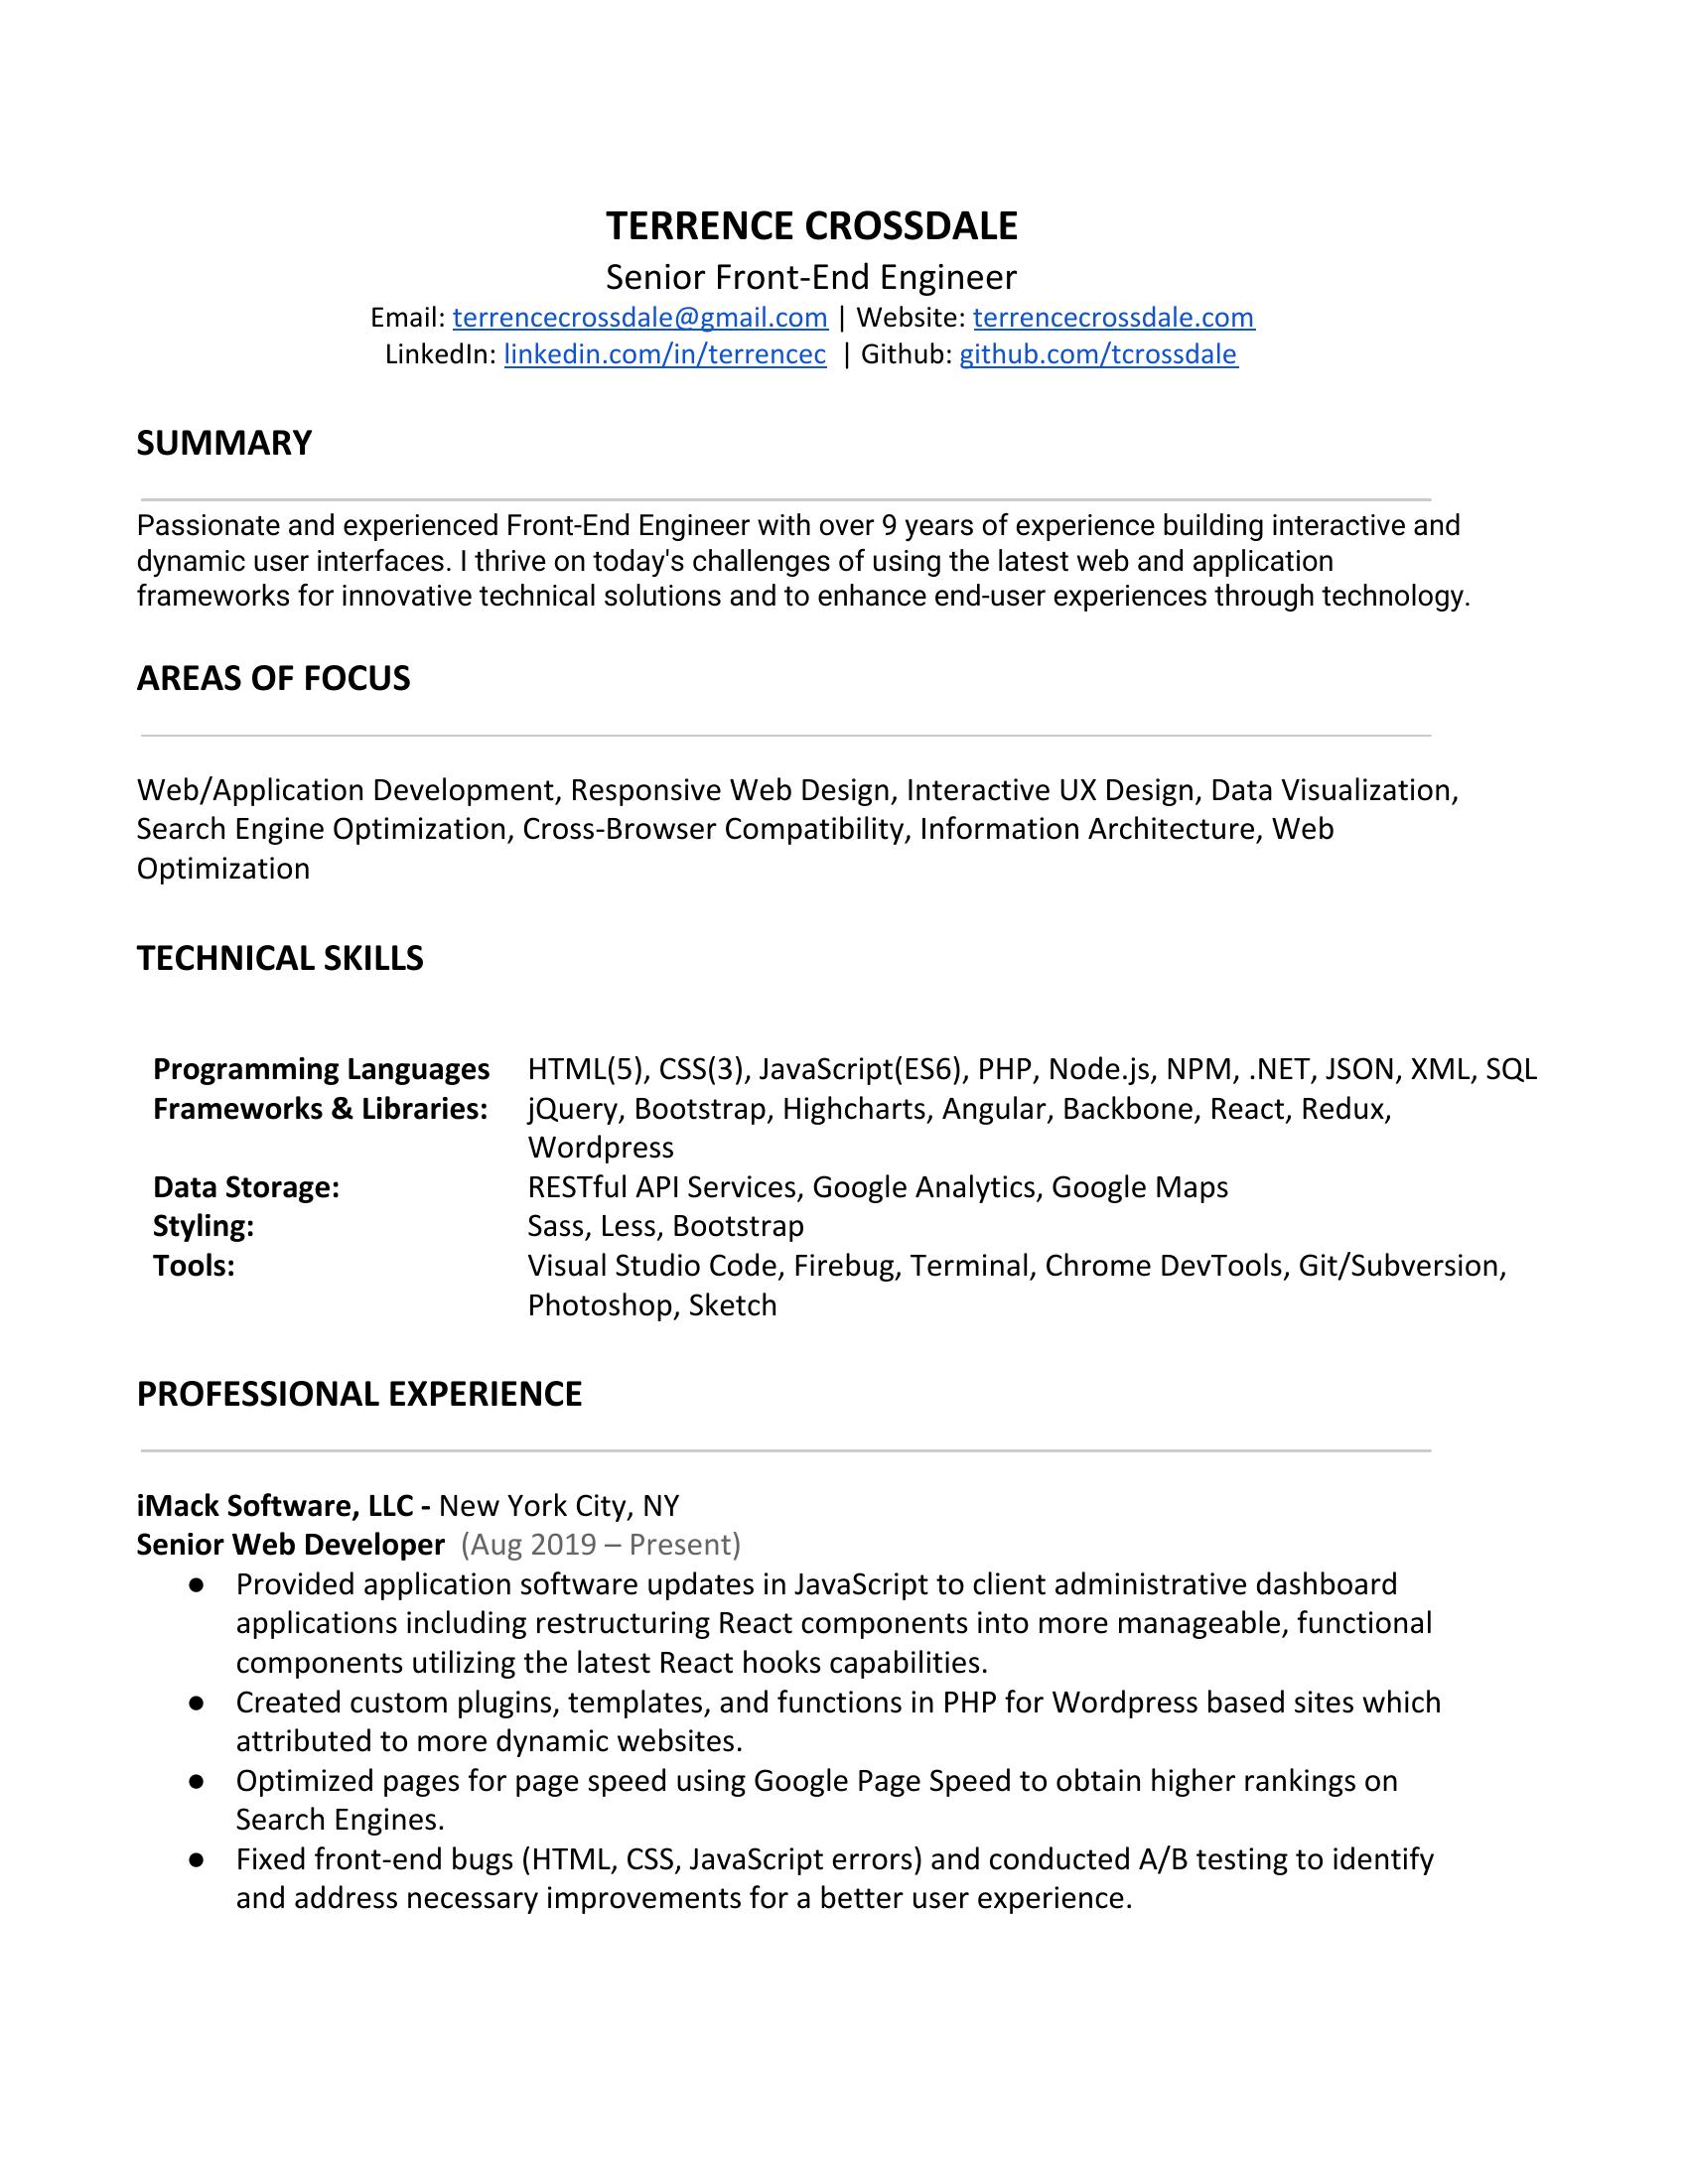 TERRENCE CROSSDALE
Senior Front-End Engineer
Email: terrencecrossdale@gmail.com | Website: terrencecrossdale.com
LinkedIn: linkedin.com/in/terrencec | Github: github.com/tcrossdale
SUMMARY
Passionate and experienced Front-End Engineer with over 9 years of experience building interactive and
dynamic user interfaces. I thrive on today's challenges of using the latest web and application
frameworks for innovative technical solutions and to enhance end-user experiences through technology.
AREAS OF FOCUS
Web/Application Development, Responsive Web Design, Interactive UX Design, Data Visualization,
Search Engine Optimization, Cross-Browser Compatibility, Information Architecture, Web
Optimization
TECHNICAL SKILLS
Programming Languages HTML(5), CSS(3), JavaScript(ES6), PHP, Node.js, NPM, .NET, JSON, XML, SQL
Frameworks & Libraries: jQuery, Bootstrap, Highcharts, Angular, Backbone, React, Redux,
Wordpress
Data Storage: RESTful API Services, Google Analytics, Google Maps
Styling: Sass, Less, Bootstrap
Tools: Visual Studio Code, Firebug, Terminal, Chrome DevTools, Git/Subversion,
Photoshop, Sketch
PROFESSIONAL EXPERIENCE
iMack Software, LLC - New York City, NY
Senior Web Developer (Aug 2019 – Present)
● Provided application software updates in JavaScript to client administrative dashboard
applications including restructuring React components into more manageable, functional
components utilizing the latest React hooks capabilities.
● Created custom plugins, templates, and functions in PHP for Wordpress based sites which
attributed to more dynamic websites.
● Optimized pages for page speed using Google Page Speed to obtain higher rankings on
Search Engines.
● Fixed front-end bugs (HTML, CSS, JavaScript errors) and conducted A/B testing to identify
and address necessary improvements for a better user experience.